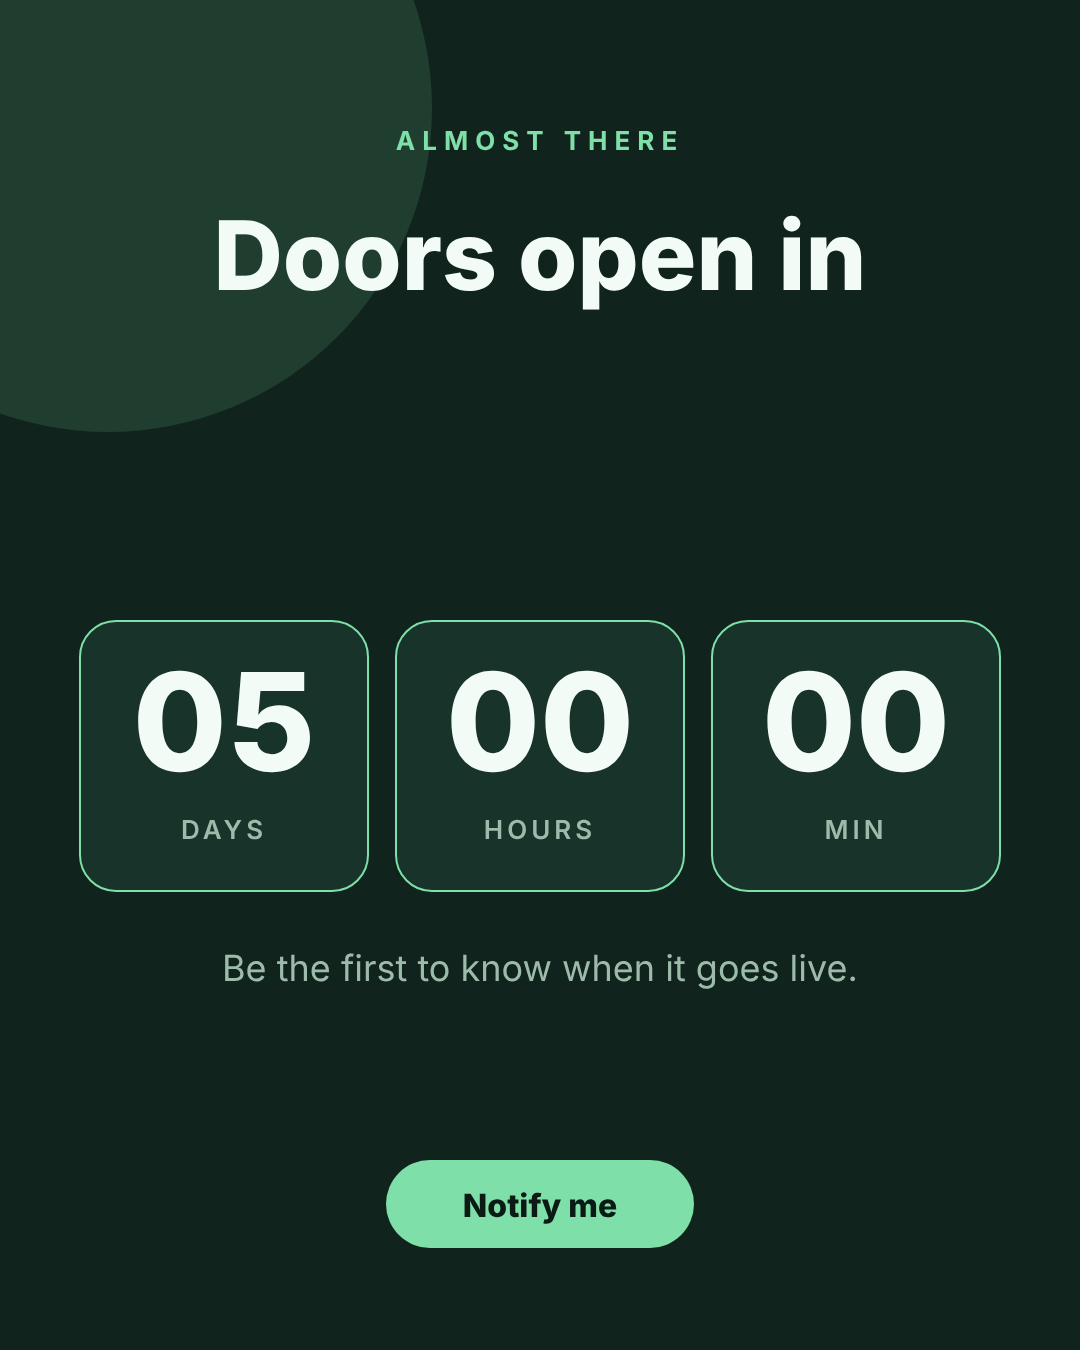 ALMOST THERE
Doors open in
05 00 00
DAYS HOURS MIN
Be the first to know when it goes live.
Notify me